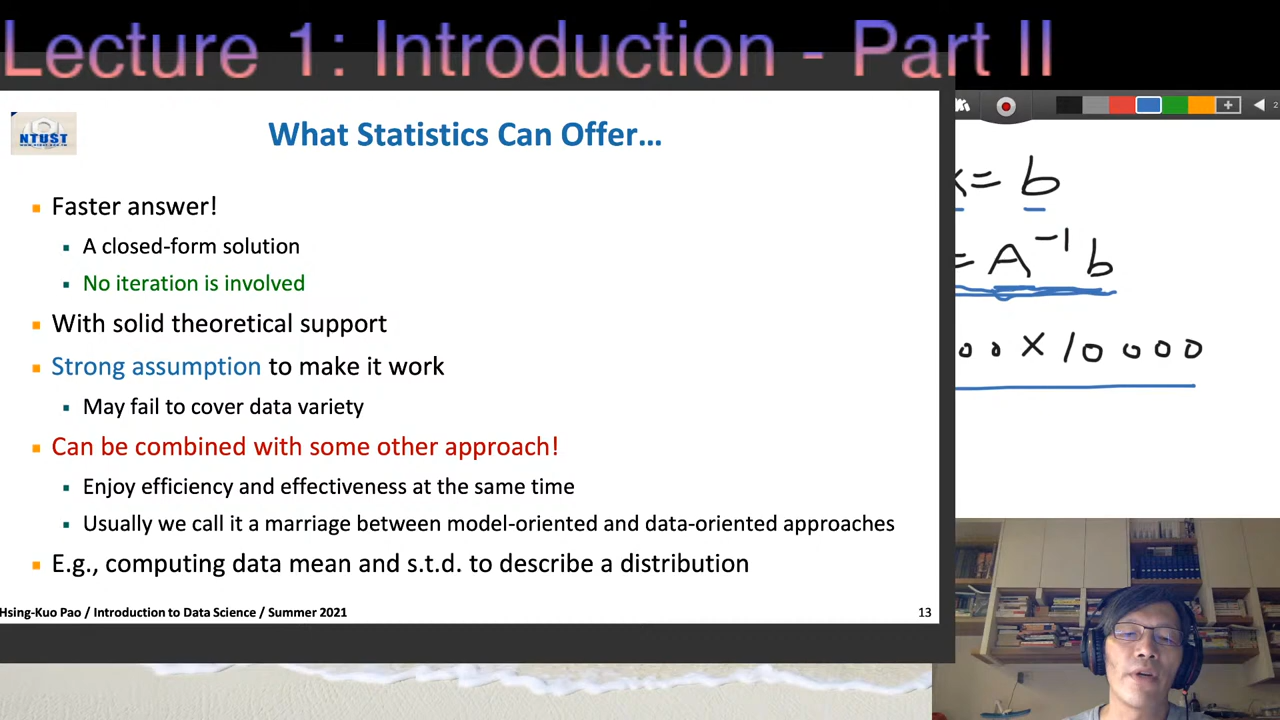 Lecture 1: Introduction - Part II
NTUST
What Statistics Can Offer...
Faster answer!
A closed-form solution
No iteration is involved
With solid theoretical support
Strong assumption to make it work
May fail to cover data variety
Can be combined with some other approach!
Enjoy efficiency and effectiveness at the same time
Usually we call it a marriage between model-oriented and data-oriented approaches
E.g., computing data mean and s.t.d. to describe a distribution
Hsing-Kuo Pao / Introduction to Data Science / Summer 2021
13
x = b
= A⁻¹ b
00 × 10000
2